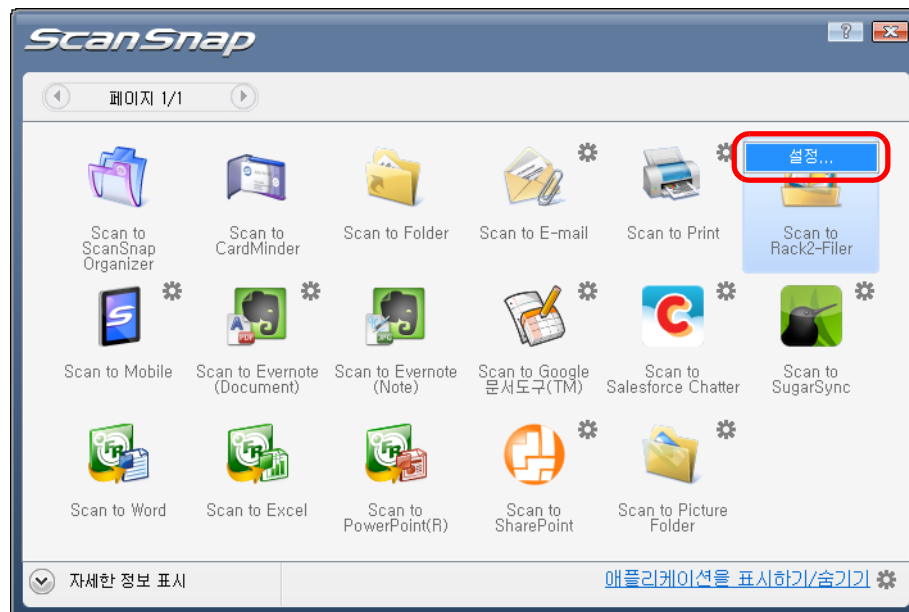 ScanSnap
페이지 1/1
설정...
Scan to
ScanSnap
Organizer
Scan to
CardMinder
Scan to Folder
Scan to E-mail
Scan to Print
Scan to
Rack2-Filer
Scan to Mobile
Scan to Evernote
(Document)
Scan to Evernote
(Note)
Scan to Google
문서도구(TM)
Scan to
Salesforce Chatter
Scan to
SugarSync
Scan to Word
Scan to Excel
Scan to
PowerPoint(R)
Scan to
SharePoint
Scan to Picture
Folder
자세한 정보 표시
애플리케이션을 표시하기/숨기기